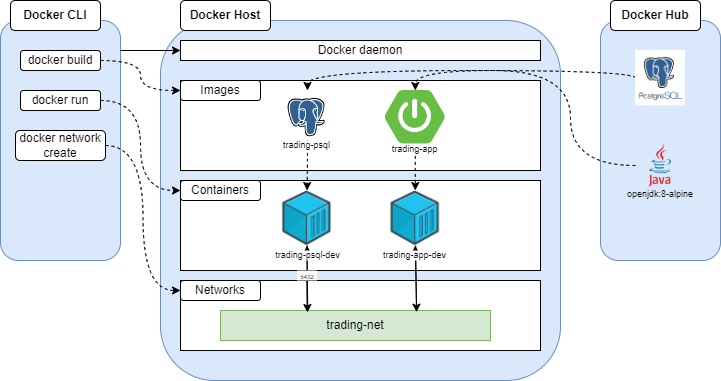 Docker CLI
docker build
docker run
docker network
create
Docker Host
Docker daemon
Images
trading-psql
trading-app
Containers
trading-psql-dev
trading-app-dev
5432
Networks
trading-net
Docker Hub
PostgreSQL
Java
openjdk:8-alpine